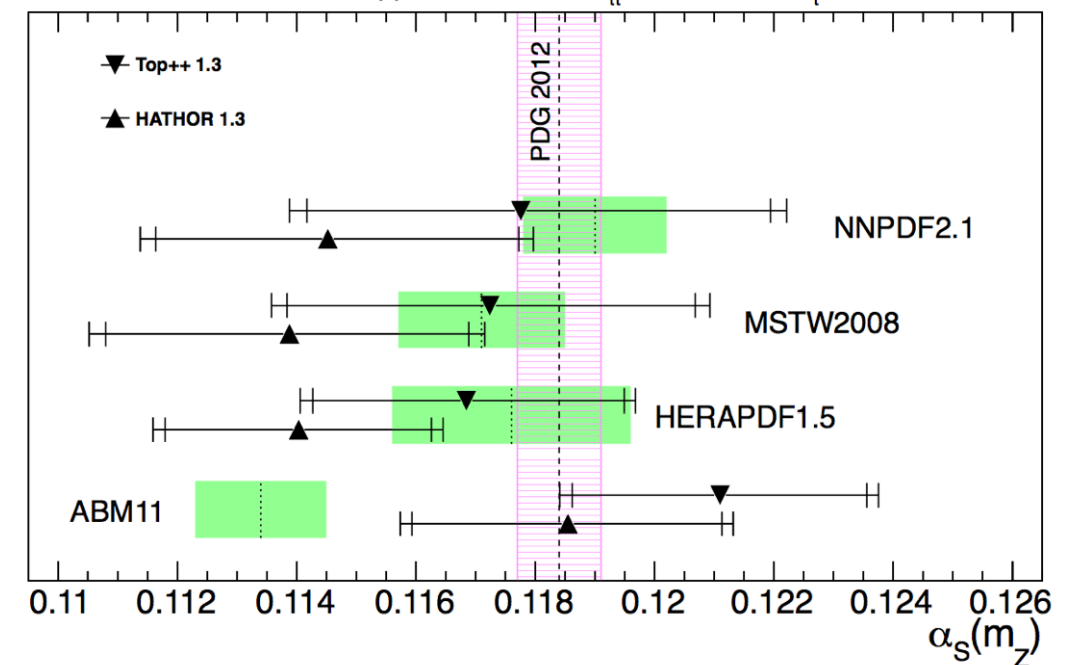 PDG 2012
Top++ 1.3
HATHOR 1.3
NNPDF2.1
MSTW2008
HERAPDF1.5
ABM11
0.11 0.112 0.114 0.116 0.118 0.12 0.122 0.124 0.126
αS(mZ)